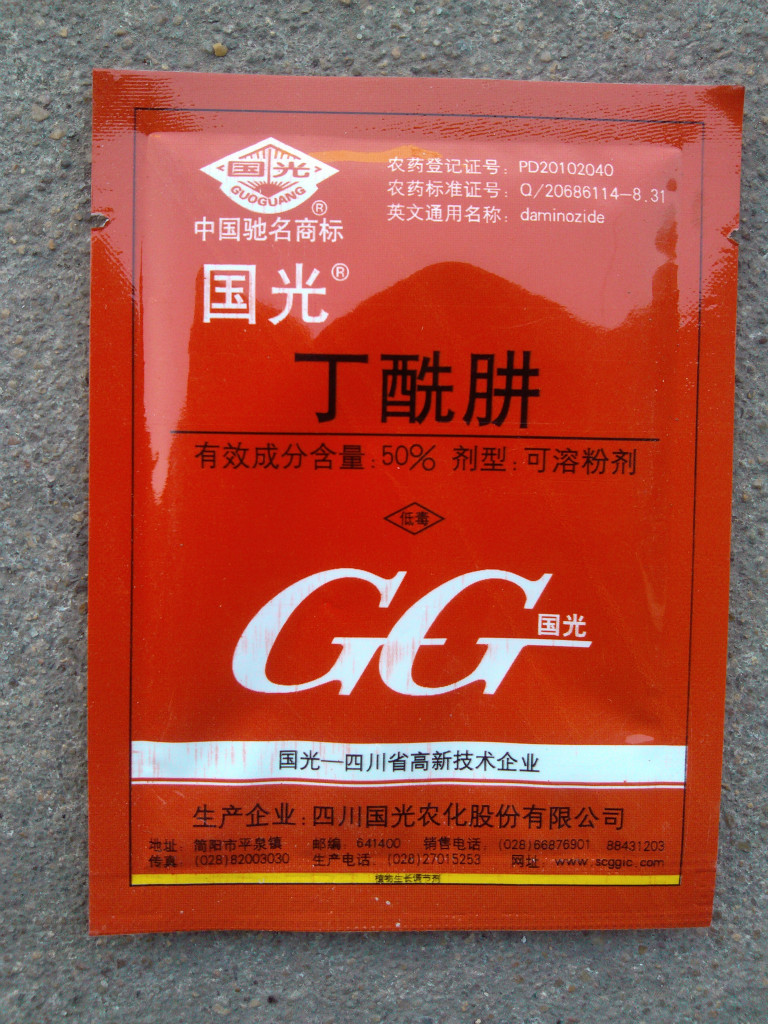 国光
GUOGUANG
®
中国驰名商标
国光®
农药登记证号：PD20102040
农药标准证号：Q/20686114-8.31
英文通用名称：daminozide
丁酰肼
有效成分含量：50% 剂型：可溶粉剂
低毒
GG国光
国光—四川省高新技术企业
生产企业：四川国光农化股份有限公司
地址：简阳市平泉镇 邮编：641400 销售电话：(028)66876901 88431203
传真：(028)82003030 生产电话：(028)27015253 网址：www.scggic.com
植物生长调节剂